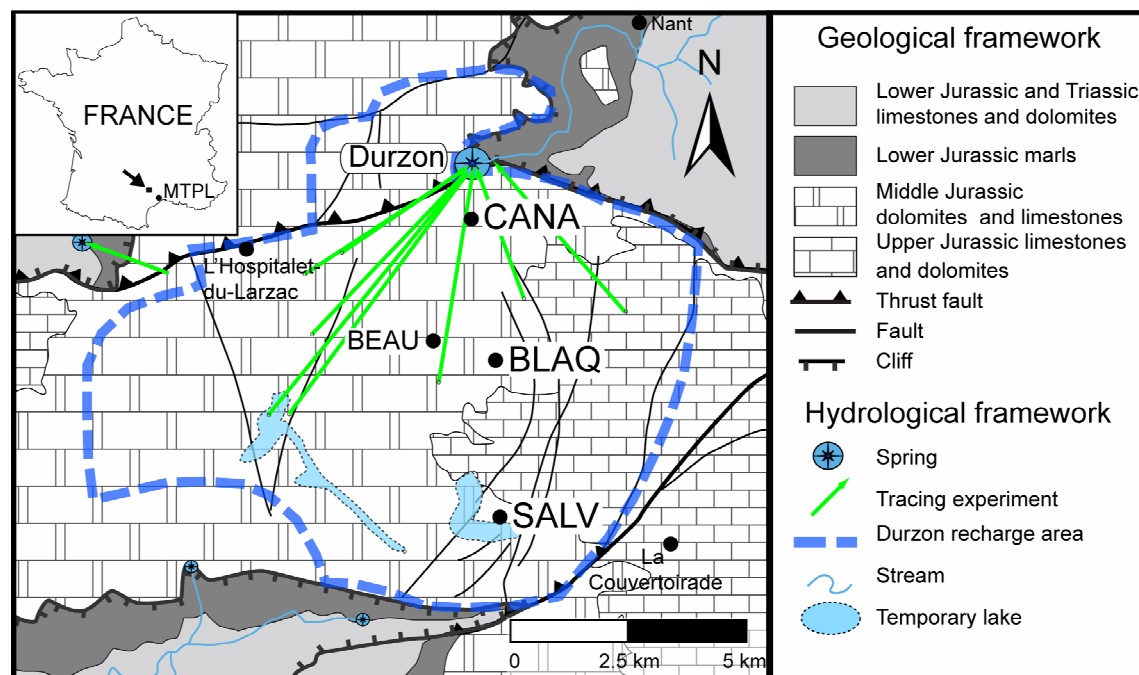 FRANCE
MTPL
Nant
N
Durzon
CANA
L'Hospitalet-
du-Larzac
BEAU
BLAQ
SALV
La
Couvertoirade
0
2.5 km
5 km
Geological framework
Lower Jurassic and Triassic
limestones and dolomites
Lower Jurassic marls
Middle Jurassic
dolomites and limestones
Upper Jurassic limestones
and dolomites
Thrust fault
Fault
Cliff
Hydrological framework
Spring
Tracing experiment
Durzon recharge area
Stream
Temporary lake